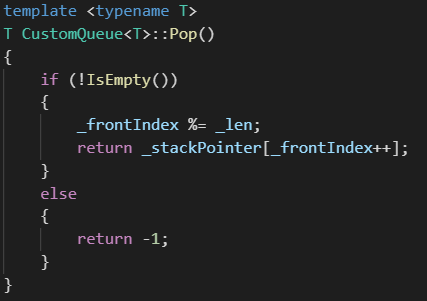 template <typename T>
T CustomQueue<T>::Pop()
{
    if (!IsEmpty())
    {
        _frontIndex %= _len;
        return _stackPointer[_frontIndex++];
    }
    else
    {
        return -1;
    }
}